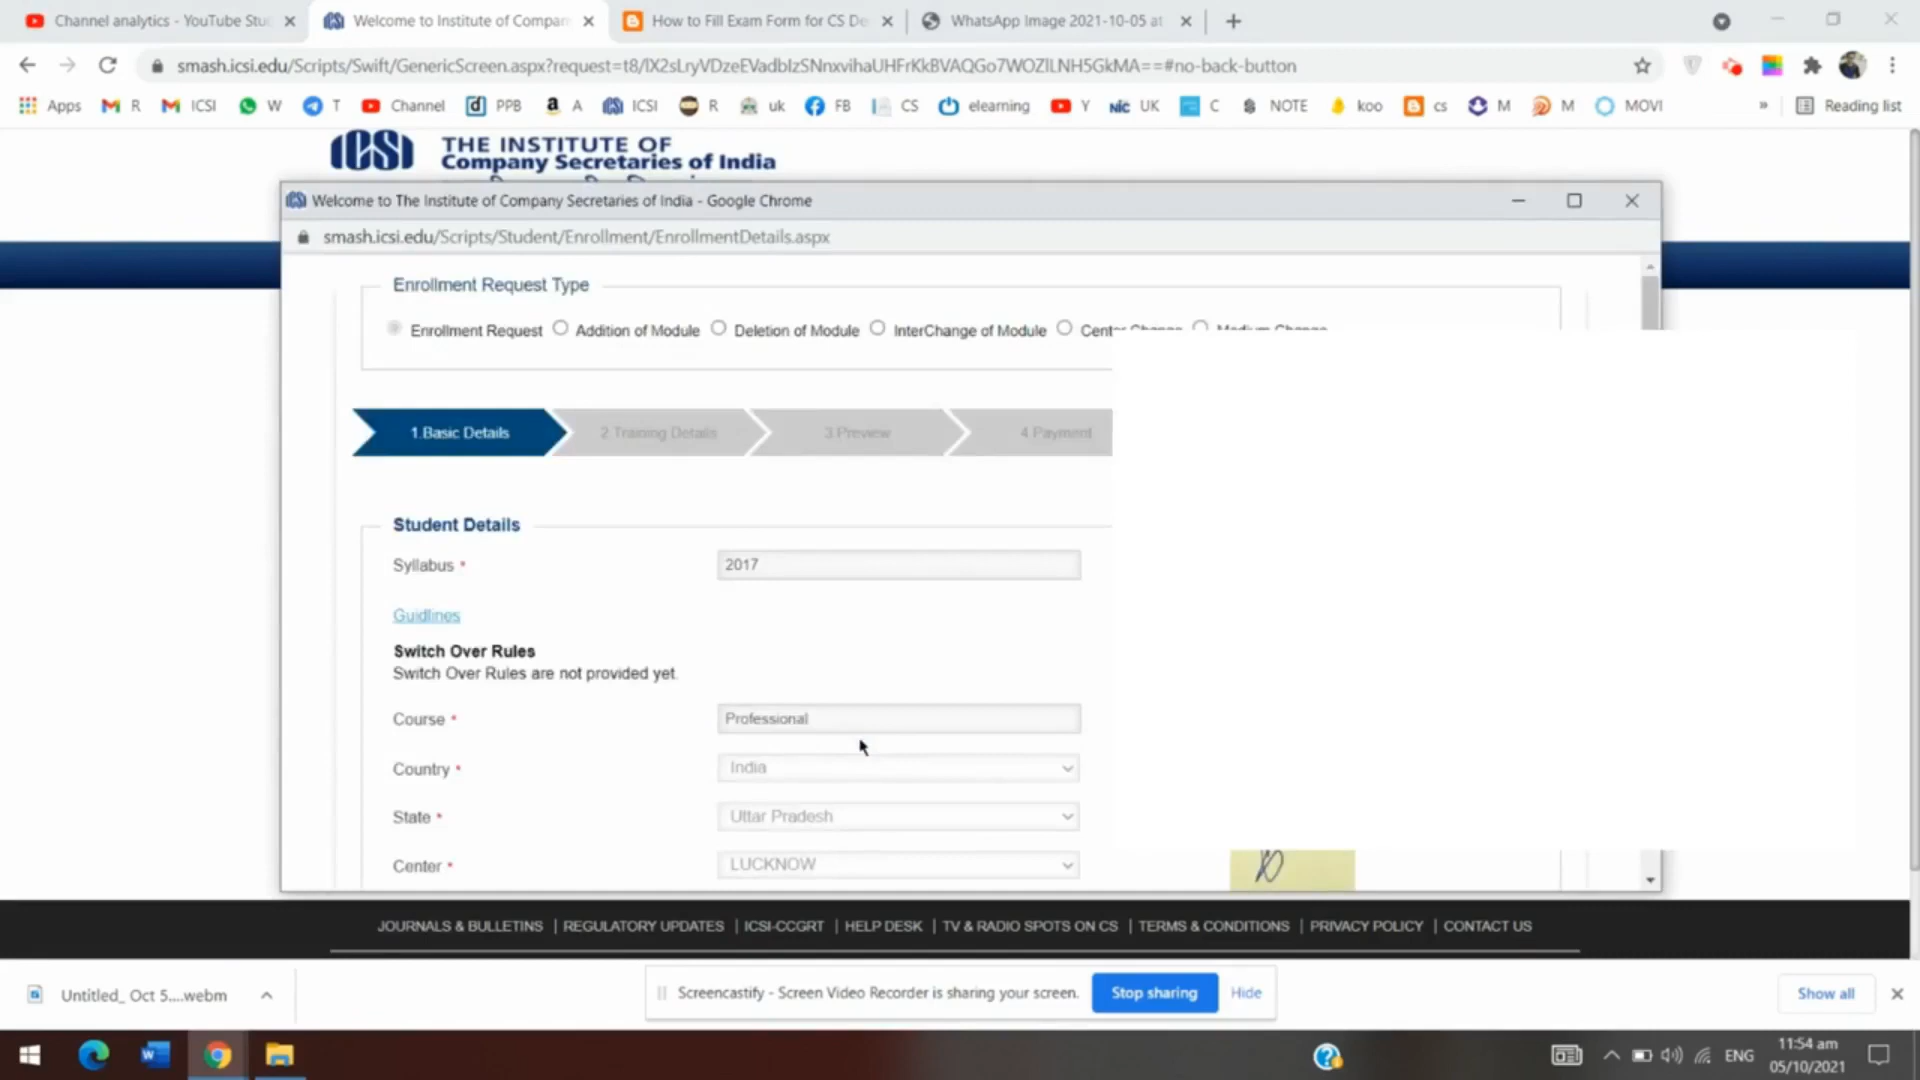 Channel analytics - YouTube Stu
Welcome to Institute of Compan
How to Fill Exam Form for CS De
WhatsApp Image 2021-10-05 at
smash.icsi.edu/Scripts/Swift/GenericScreen.aspx?request=t8/lX2sLryVDzeEVadblzSNnxvihaUHFrKkBVAQGo7WOZlLNH5GkMA==#no-back-button
Apps R ICSI W T Channel PPB A ICSI R uk FB CS elearning Y UK C NOTE koo cs M M MOVI » Reading list
ICSI THE INSTITUTE OF
Company Secretaries of India
Welcome to The Institute of Company Secretaries of India - Google Chrome
smash.icsi.edu/Scripts/Student/Enrollment/EnrollmentDetails.aspx
Enrollment Request Type
Enrollment Request Addition of Module Deletion of Module InterChange of Module Center Change Medium Change
1.Basic Details 2.Training Details 3.Preview 4.Payment
Student Details
Syllabus * 2017
Guidlines
Switch Over Rules
Switch Over Rules are not provided yet.
Course * Professional
Country * India
State * Uttar Pradesh
Center * LUCKNOW
JOURNALS & BULLETINS | REGULATORY UPDATES | ICSI-CCGRT | HELP DESK | TV & RADIO SPOTS ON CS | TERMS & CONDITIONS | PRIVACY POLICY | CONTACT US
Untitled_ Oct 5....webm
Screencastify - Screen Video Recorder is sharing your screen. Stop sharing Hide
Show all
ENG
11:54 am
05/10/2021